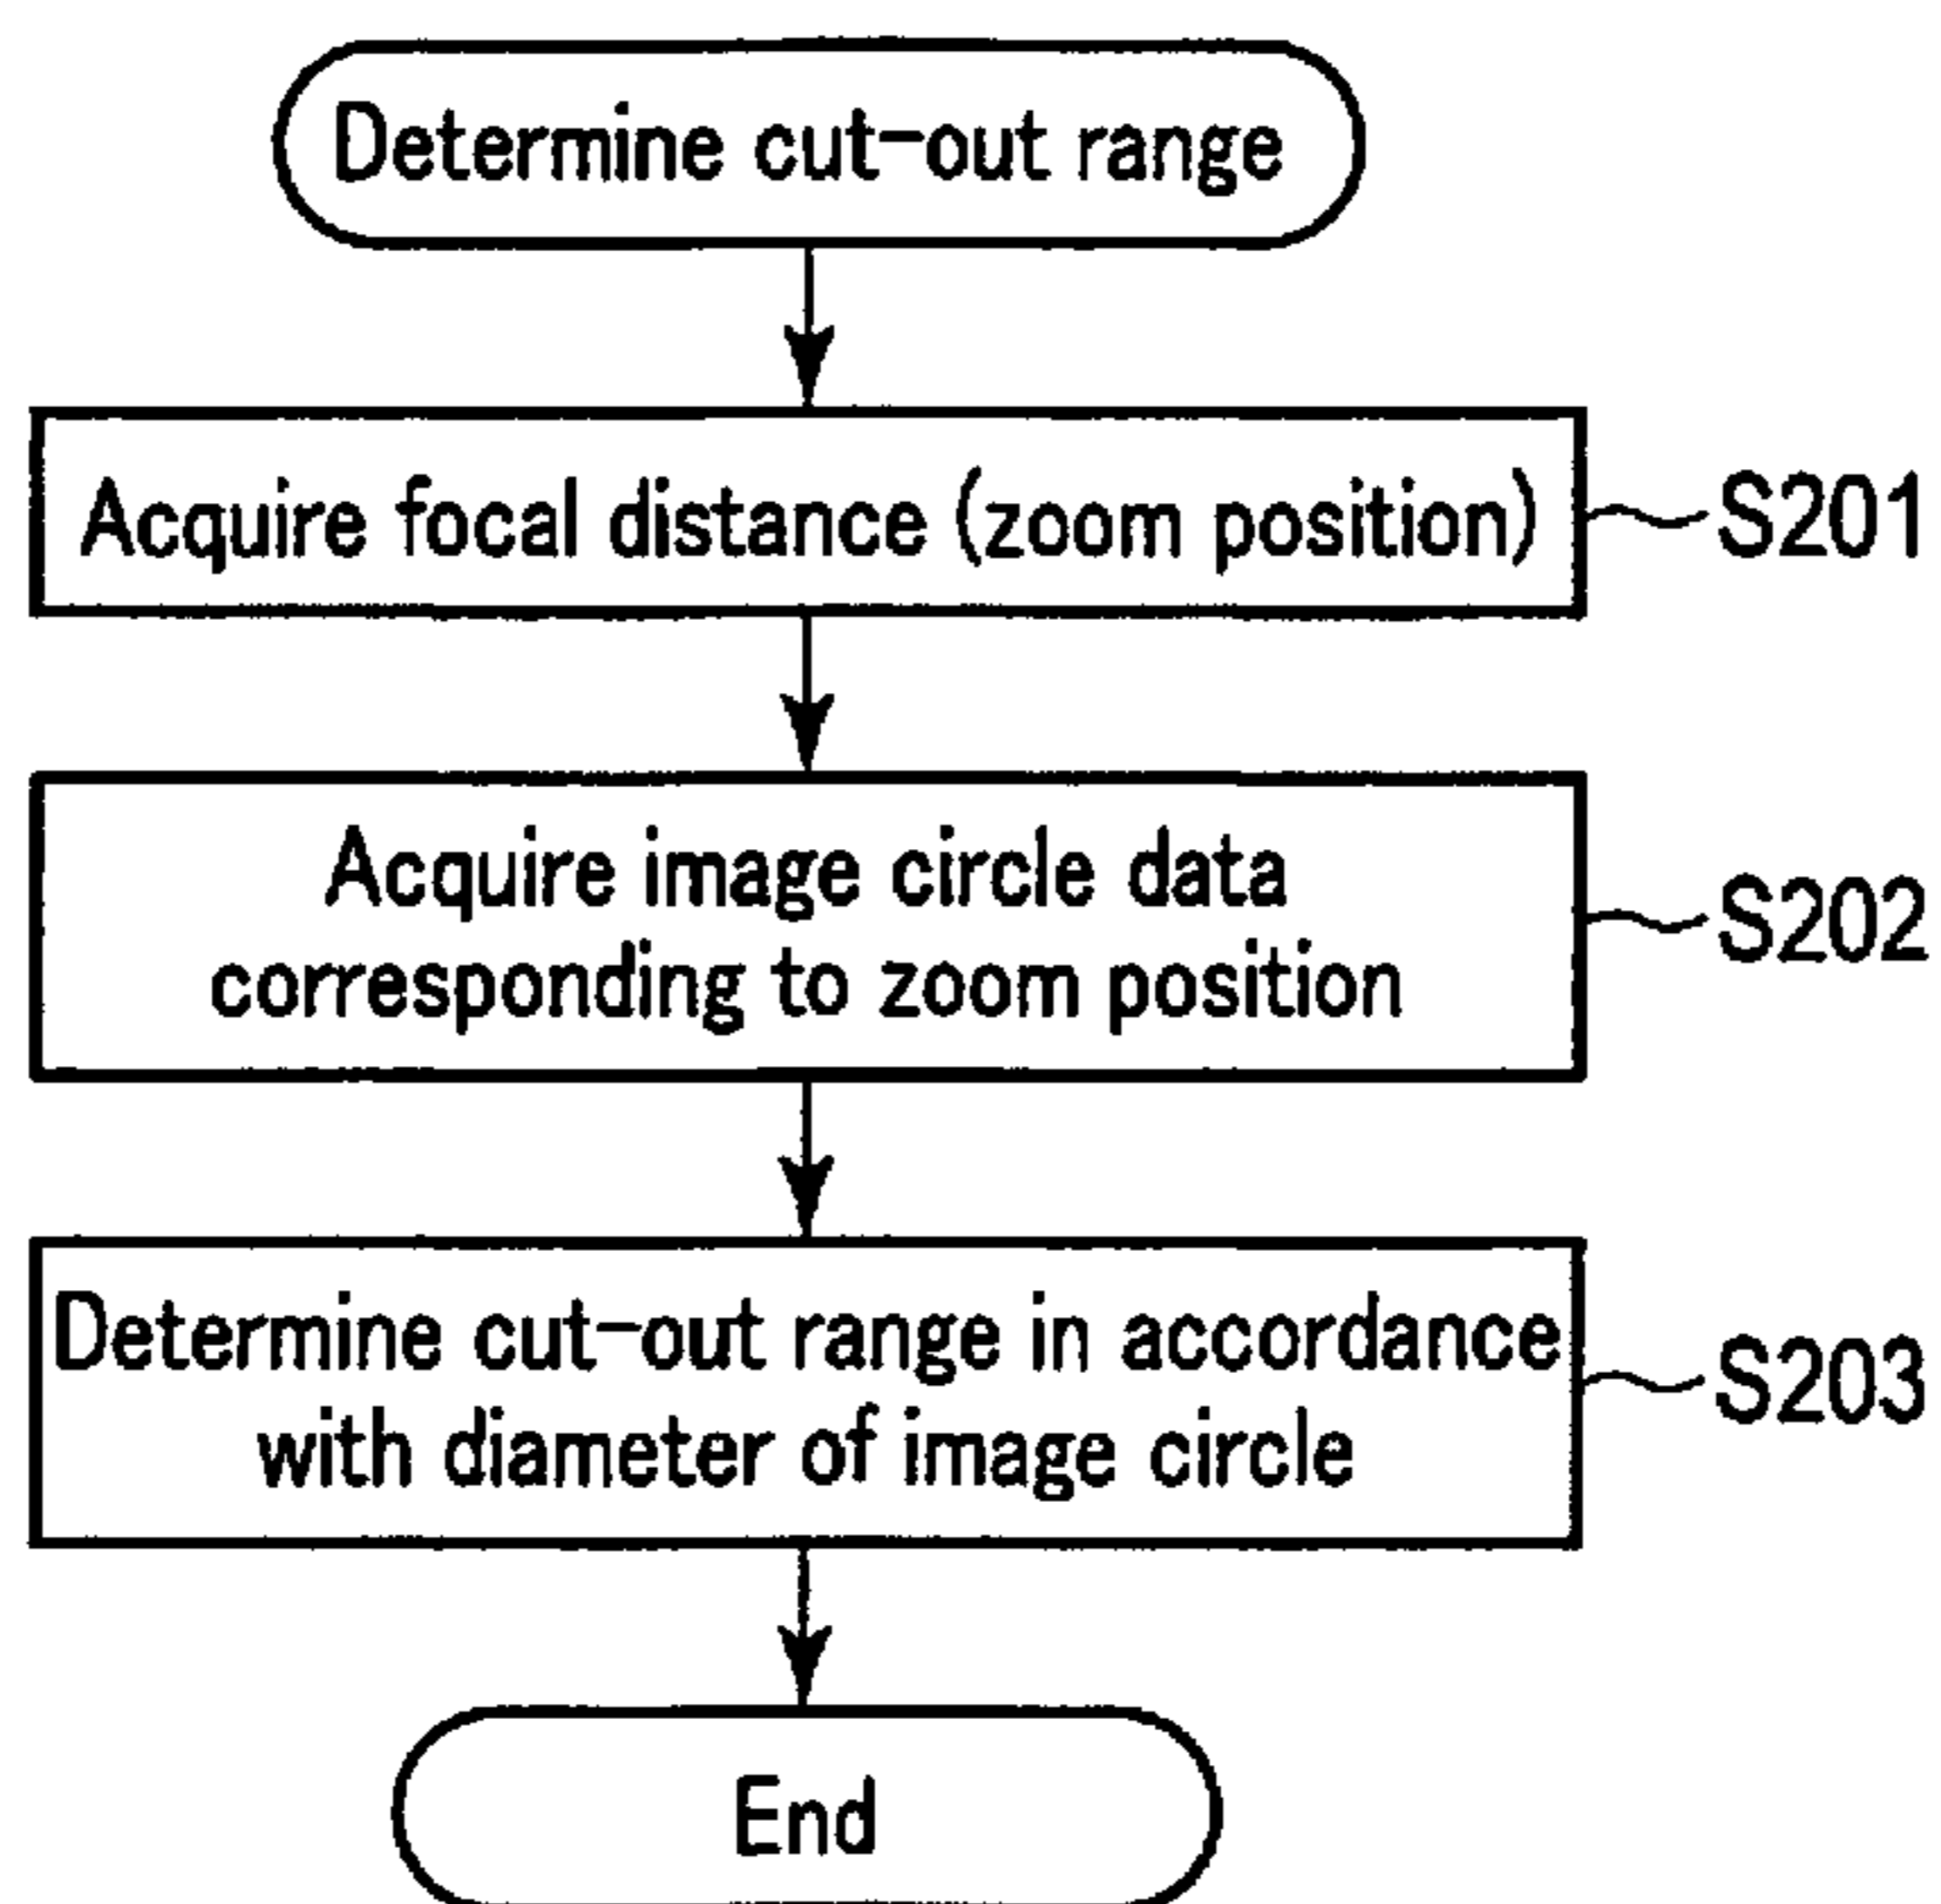 Determine cut-out range
Acquire focal distance (zoom position)
S201
Acquire image circle data
corresponding to zoom position
S202
Determine cut-out range in accordance
with diameter of image circle
S203
End